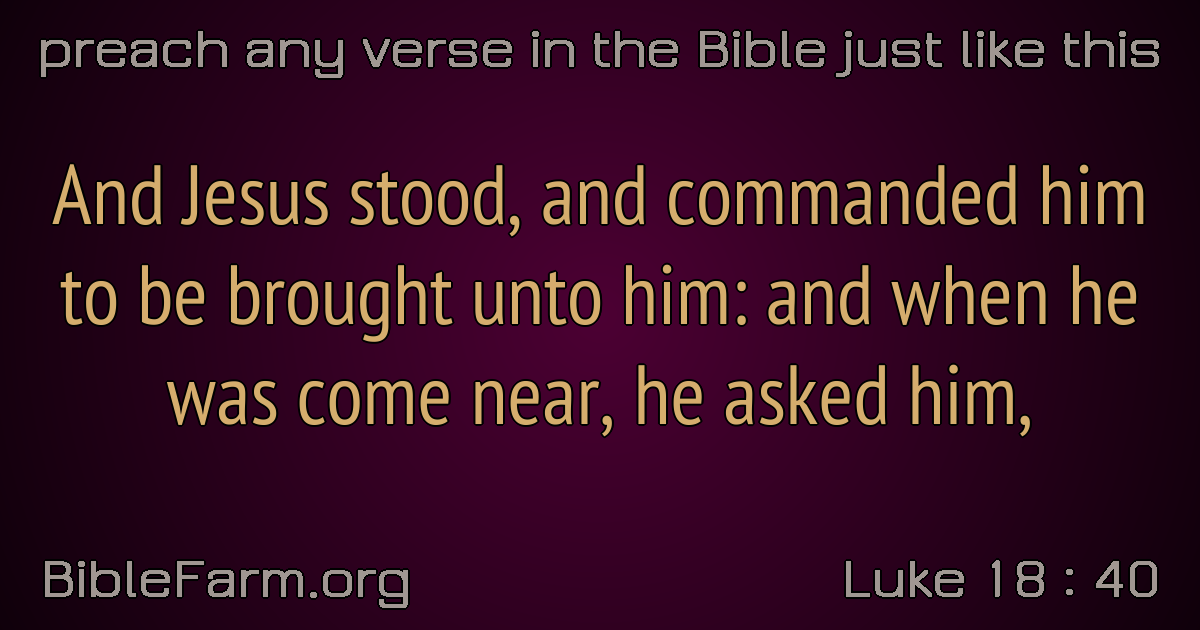 preach any verse in the Bible just like this
And Jesus stood, and commanded him
to be brought unto him: and when he
was come near, he asked him,
BibleFarm.org
Luke 18 : 40